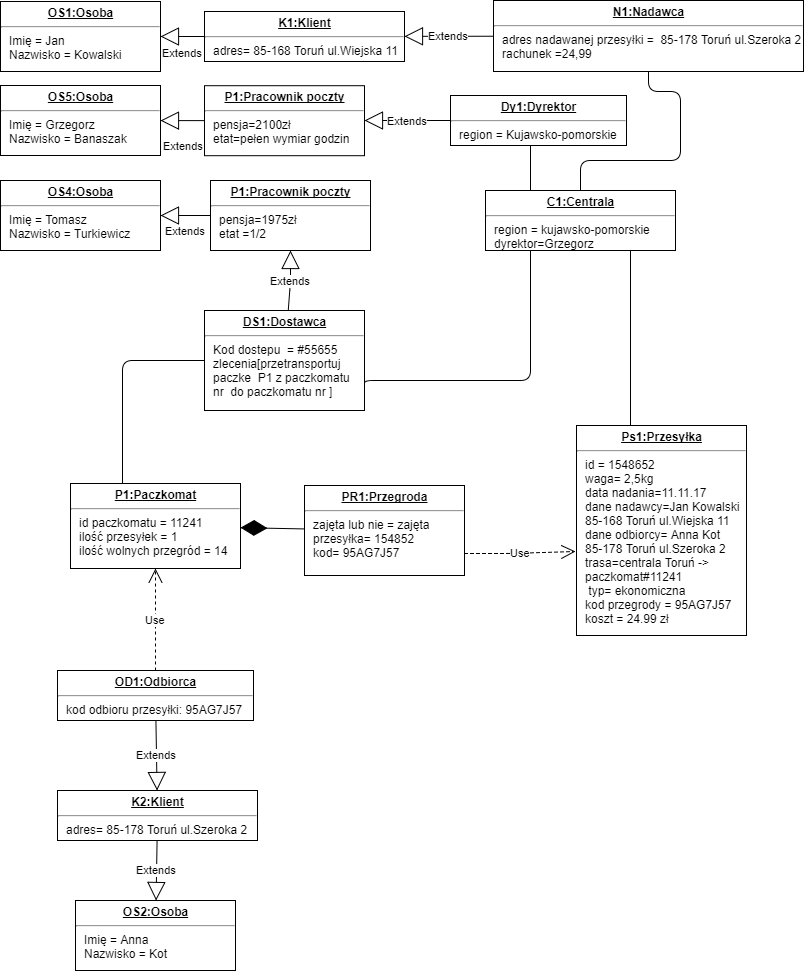 OS1:Osoba
Imię = Jan
Nazwisko = Kowalski
Extends
K1:Klient
adres= 85-168 Toruń ul.Wiejska 11
Extends
N1:Nadawca
adres nadawanej przesyłki =  85-178 Toruń ul.Szeroka 2
rachunek =24,99
OS5:Osoba
Imię = Grzegorz
Nazwisko = Banaszak
Extends
P1:Pracownik poczty
pensja=2100zł
etat=pełen wymiar godzin
Extends
Dy1:Dyrektor
region = Kujawsko-pomorskie
OS4:Osoba
Imię = Tomasz
Nazwisko = Turkiewicz
Extends
P1:Pracownik poczty
pensja=1975zł
etat =1/2
Extends
C1:Centrala
region = kujawsko-pomorskie
dyrektor=Grzegorz
DS1:Dostawca
Kod dostepu  = #55655
zlecenia[przetransportuj
paczke  P1 z paczkomatu
nr  do paczkomatu nr ]
P1:Paczkomat
id paczkomatu = 11241
ilość przesyłek = 1
ilość wolnych przegród = 14
PR1:Przegroda
zajęta lub nie = zajęta
przesyłka= 154852
kod= 95AG7J57
Use
Ps1:Przesyłka
id = 1548652
waga= 2,5kg
data nadania=11.11.17
dane nadawcy=Jan Kowalski
85-168 Toruń ul.Wiejska 11
dane odbiorcy= Anna Kot
85-178 Toruń ul.Szeroka 2
trasa=centrala Toruń ->
paczkomat#11241
typ= ekonomiczna
kod przegrody = 95AG7J57
koszt = 24.99 zł
Use
OD1:Odbiorca
kod odbioru przesyłki: 95AG7J57
Extends
K2:Klient
adres= 85-178 Toruń ul.Szeroka 2
Extends
OS2:Osoba
Imię = Anna
Nazwisko = Kot